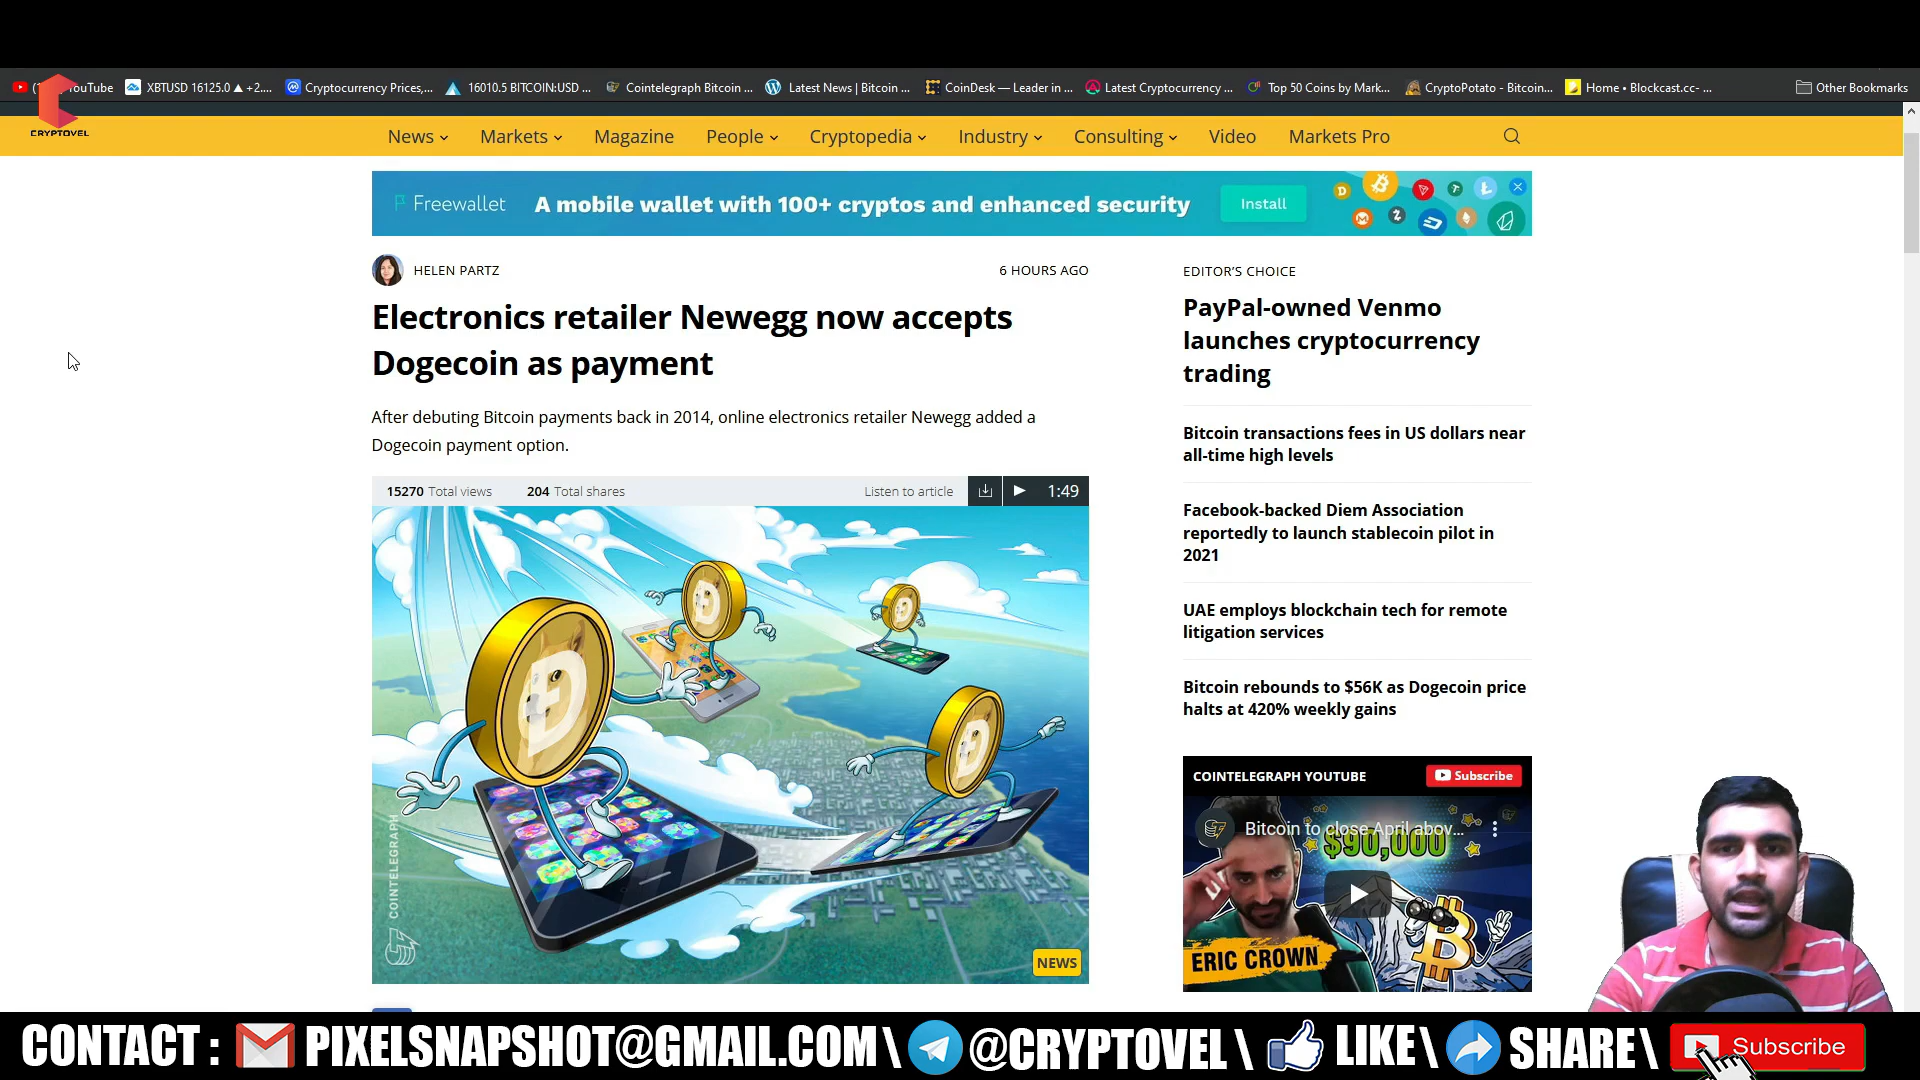 YouTube
XBTUSD 16125.0 ▲ +2....
Cryptocurrency Prices,...
16010.5 BITCOIN:USD ...
Cointelegraph Bitcoin ...
Latest News | Bitcoin ...
CoinDesk — Leader in ...
Latest Cryptocurrency ...
Top 50 Coins by Mark...
CryptoPotato - Bitcoin...
Home • Blockcast.cc- ...
Other Bookmarks
CRYPTOVEL
News
Markets
Magazine
People
Cryptopedia
Industry
Consulting
Video
Markets Pro
Freewallet
A mobile wallet with 100+ cryptos and enhanced security
Install
HELEN PARTZ
6 HOURS AGO
Electronics retailer Newegg now accepts
Dogecoin as payment
After debuting Bitcoin payments back in 2014, online electronics retailer Newegg added a
Dogecoin payment option.
15270 Total views
204 Total shares
Listen to article
1:49
COINTELEGRAPH
NEWS
EDITOR'S CHOICE
PayPal-owned Venmo
launches cryptocurrency
trading
Bitcoin transactions fees in US dollars near
all-time high levels
Facebook-backed Diem Association
reportedly to launch stablecoin pilot in
2021
UAE employs blockchain tech for remote
litigation services
Bitcoin rebounds to $56K as Dogecoin price
halts at 420% weekly gains
COINTELEGRAPH YOUTUBE
Subscribe
Bitcoin to close April abov...
$90,000
ERIC CROWN
CONTACT : PIXELSNAPSHOT@GMAIL.COM \ @CRYPTOVEL \ LIKE \ SHARE \ Subscribe